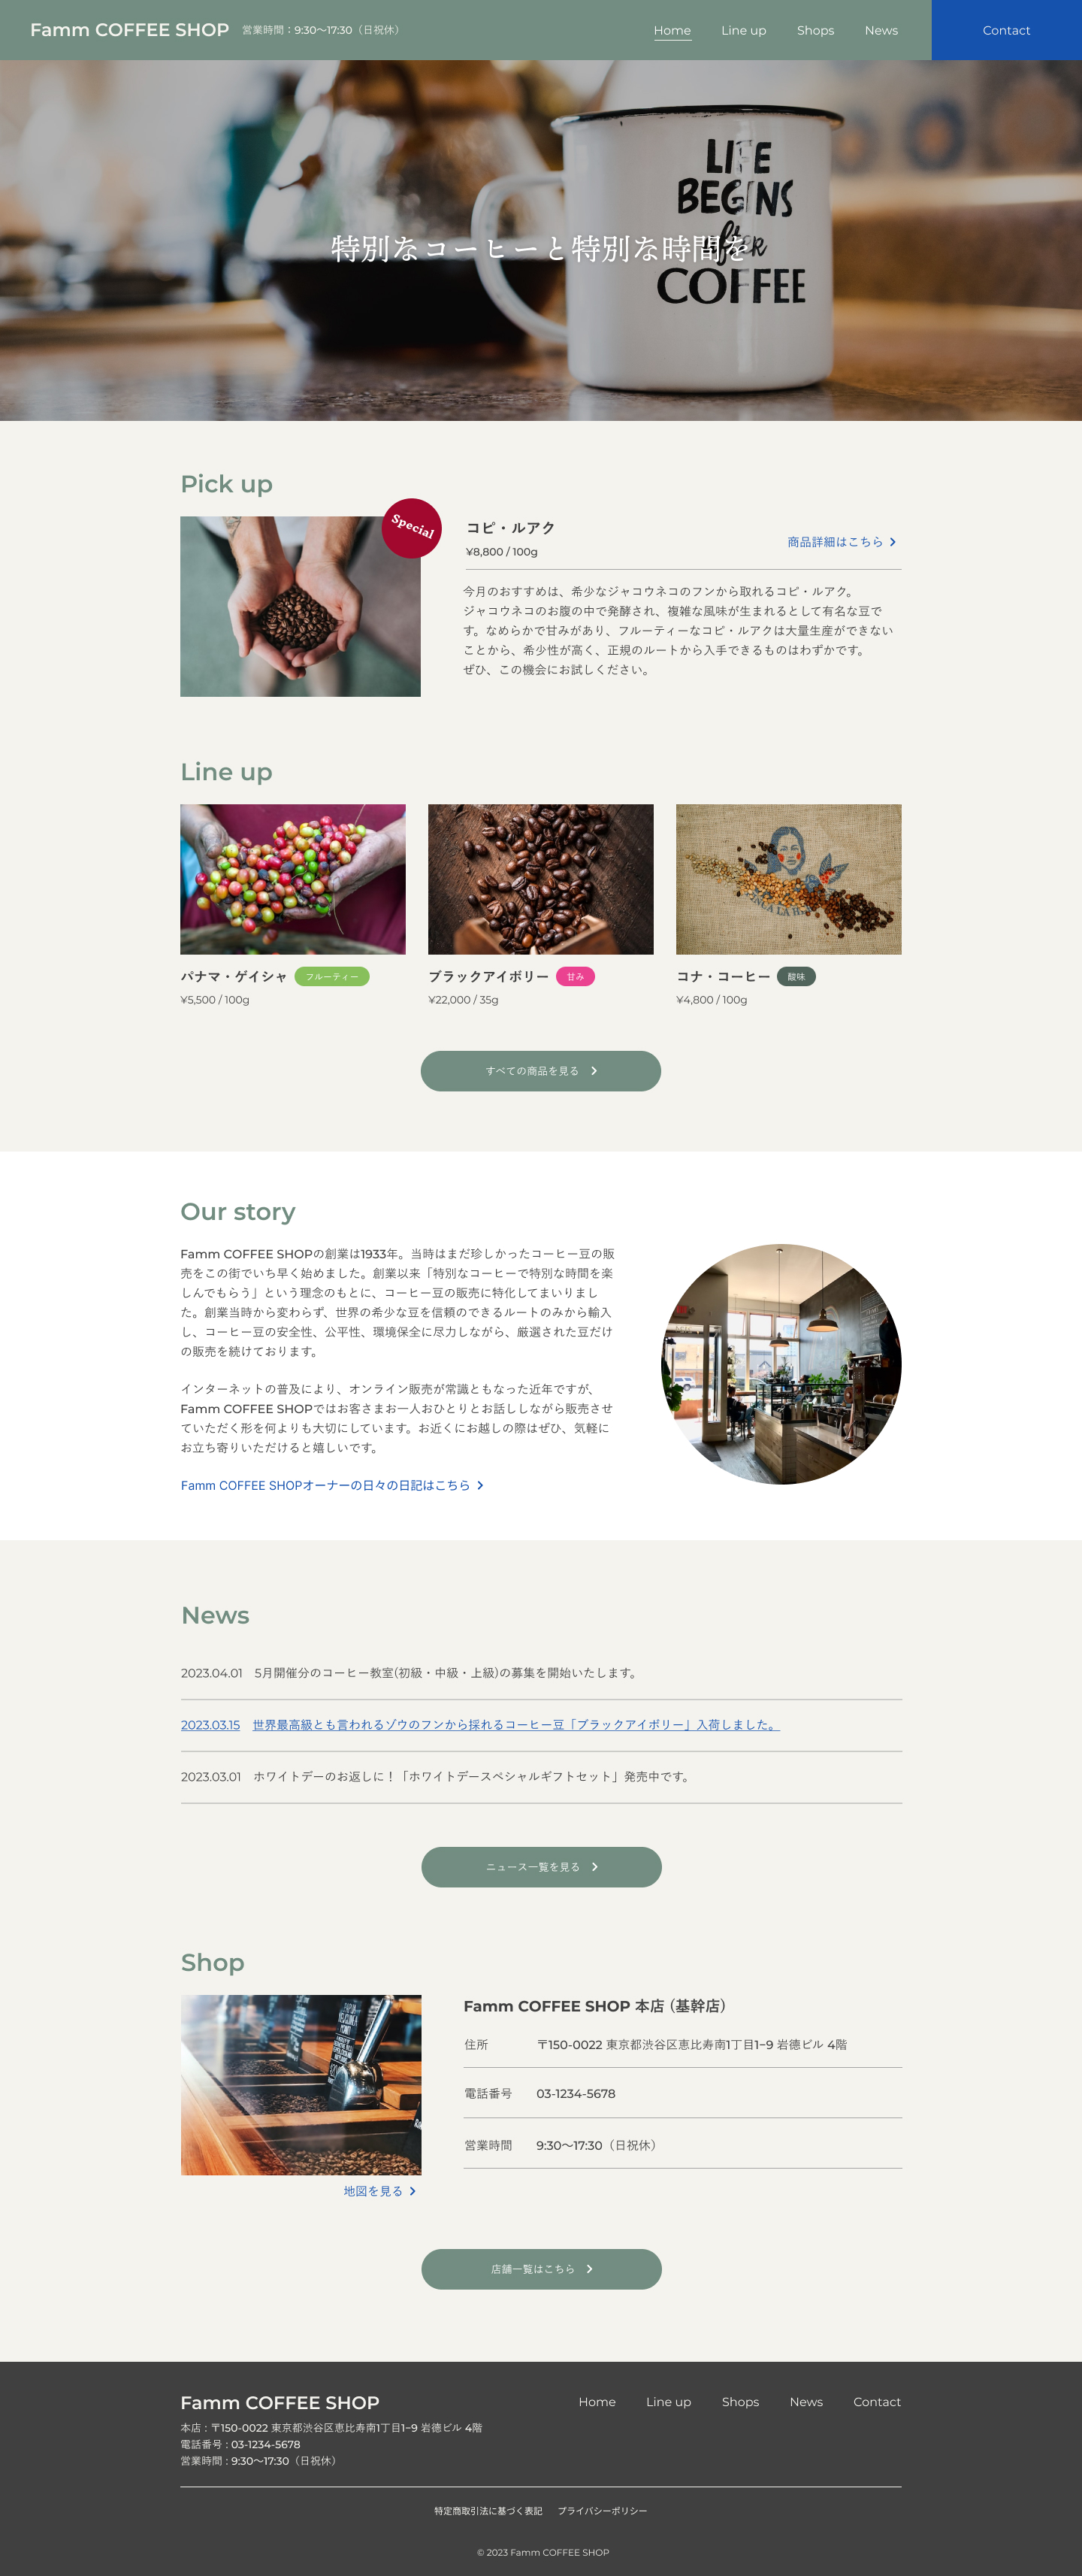 Famm COFFEE SHOP 営業時間：9:30〜17:30（日祝休） Home Line up Shops News Contact
LIFE
BEGINS
after
COFFEE
特別なコーヒーと特別な時間を
Pick up
Special
コピ・ルアク
¥8,800 / 100g
商品詳細はこちら
今月のおすすめは、希少なジャコウネコのフンから取れるコピ・ルアク。
ジャコウネコのお腹の中で発酵され、複雑な風味が生まれるとして有名な豆で
す。なめらかで甘みがあり、フルーティーなコピ・ルアクは大量生産ができない
ことから、希少性が高く、正規のルートから入手できるものはわずかです。
ぜひ、この機会にお試しください。
Line up
パナマ・ゲイシャ フルーティー
¥5,500 / 100g
ブラックアイボリー 甘み
¥22,000 / 35g
コナ・コーヒー 酸味
¥4,800 / 100g
すべての商品を見る
Our story
Famm COFFEE SHOPの創業は1933年。当時はまだ珍しかったコーヒー豆の販
売をこの街でいち早く始めました。創業以来「特別なコーヒーで特別な時間を楽
しんでもらう」という理念のもとに、コーヒー豆の販売に特化してまいりまし
た。創業当時から変わらず、世界の希少な豆を信頼のできるルートのみから輸入
し、コーヒー豆の安全性、公平性、環境保全に尽力しながら、厳選された豆だけ
の販売を続けております。
インターネットの普及により、オンライン販売が常識ともなった近年ですが、
Famm COFFEE SHOPではお客さまお一人おひとりとお話ししながら販売させ
ていただく形を何よりも大切にしています。お近くにお越しの際はぜひ、気軽に
お立ち寄りいただけると嬉しいです。
Famm COFFEE SHOPオーナーの日々の日記はこちら
News
2023.04.01 5月開催分のコーヒー教室(初級・中級・上級)の募集を開始いたします。
2023.03.15 世界最高級とも言われるゾウのフンから採れるコーヒー豆「ブラックアイボリー」入荷しました。
2023.03.01 ホワイトデーのお返しに！「ホワイトデースペシャルギフトセット」発売中です。
ニュース一覧を見る
Shop
Famm COFFEE SHOP 本店 (基幹店)
住所 〒150-0022 東京都渋谷区恵比寿南1丁目1−9 岩徳ビル 4階
電話番号 03-1234-5678
営業時間 9:30〜17:30（日祝休）
地図を見る
店舗一覧はこちら
Famm COFFEE SHOP
Home Line up Shops News Contact
本店 : 〒150-0022 東京都渋谷区恵比寿南1丁目1−9 岩徳ビル 4階
電話番号 : 03-1234-5678
営業時間 : 9:30〜17:30（日祝休）
特定商取引法に基づく表記 プライバシーポリシー
© 2023 Famm COFFEE SHOP